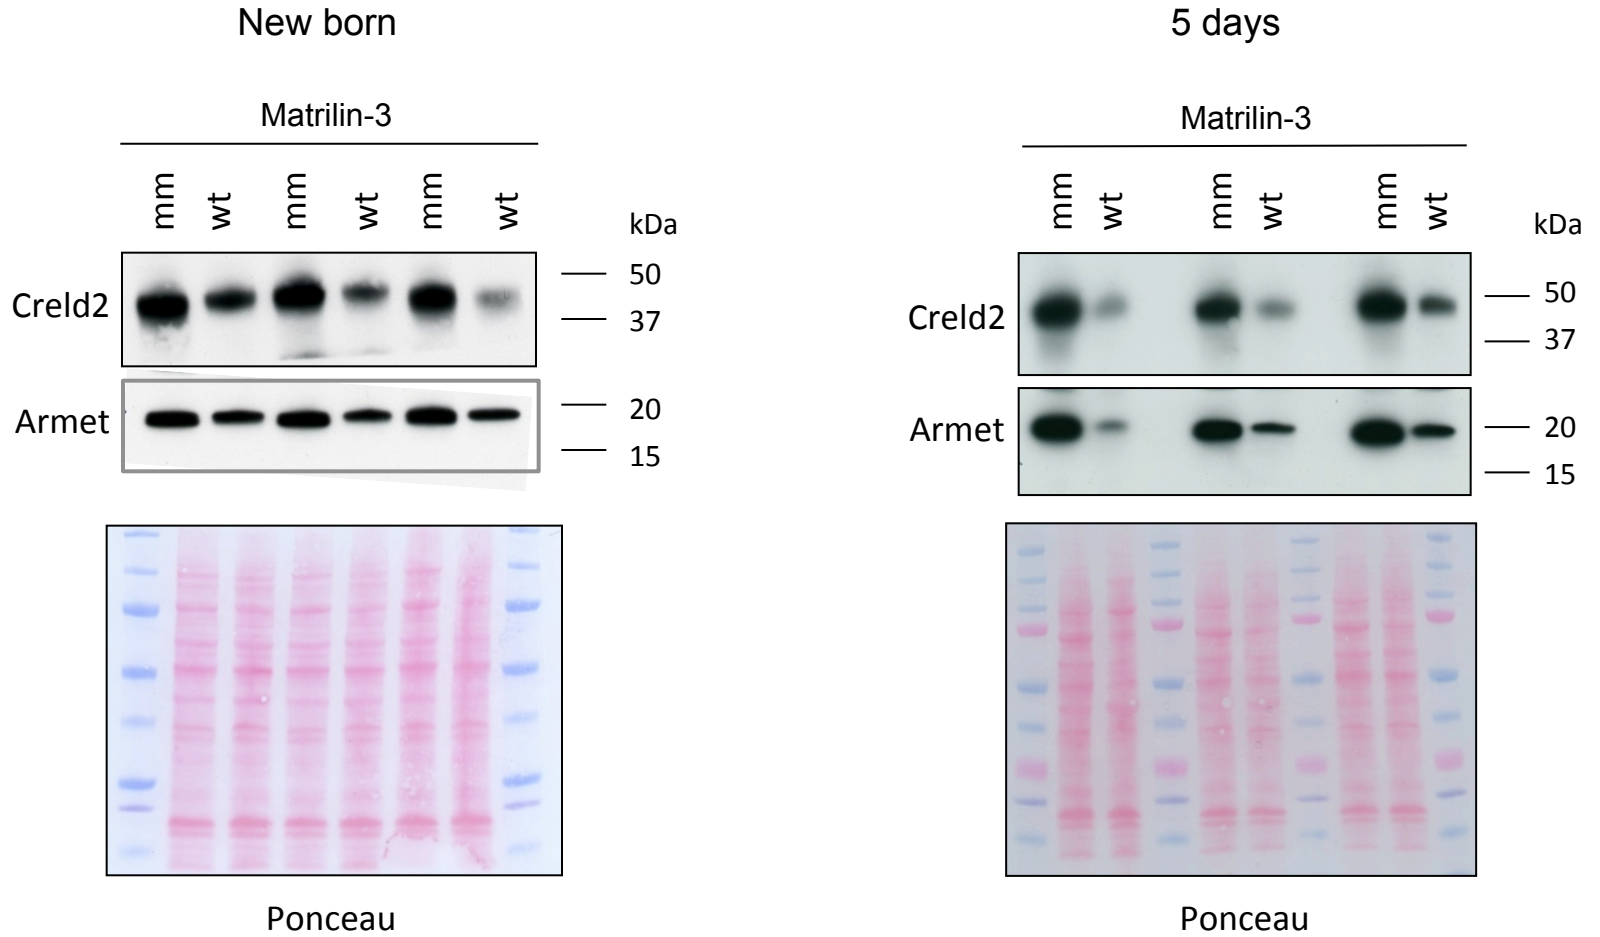 New born
Matrilin-3
mm wt mm wt mm wt
kDa
Creld2
50
37
Armet
20
15
Ponceau
5 days
Matrilin-3
mm wt mm wt mm wt
kDa
Creld2
50
37
Armet
20
15
Ponceau